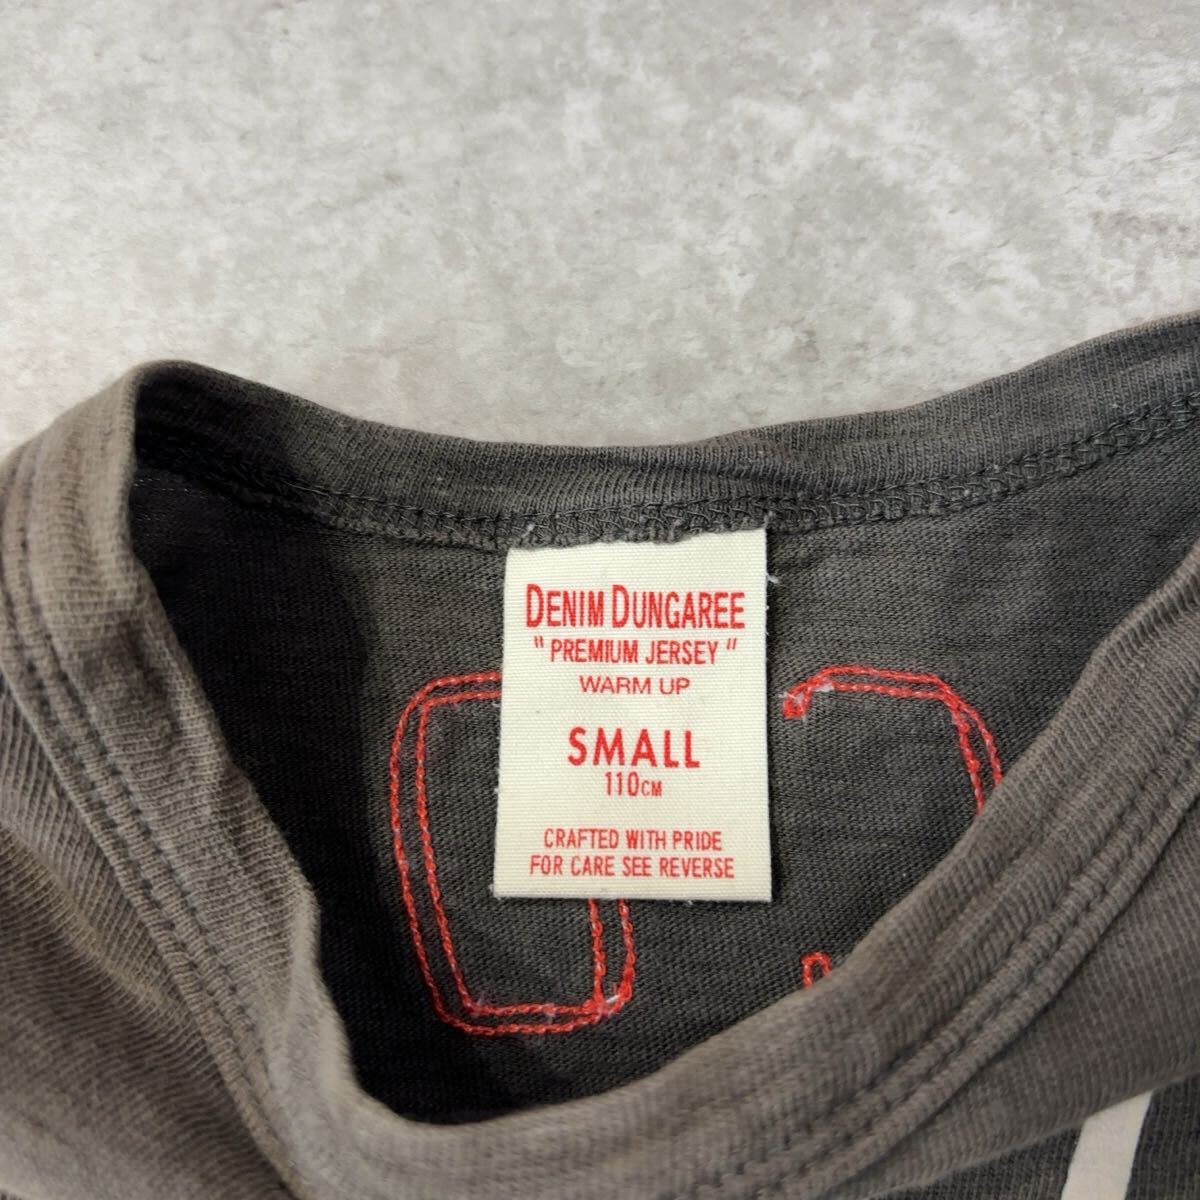 DENIM DUNGAREE
"PREMIUM JERSEY"
WARM UP
SMALL
110CM
CRAFTED WITH PRIDE
FOR CARE SEE REVERSE